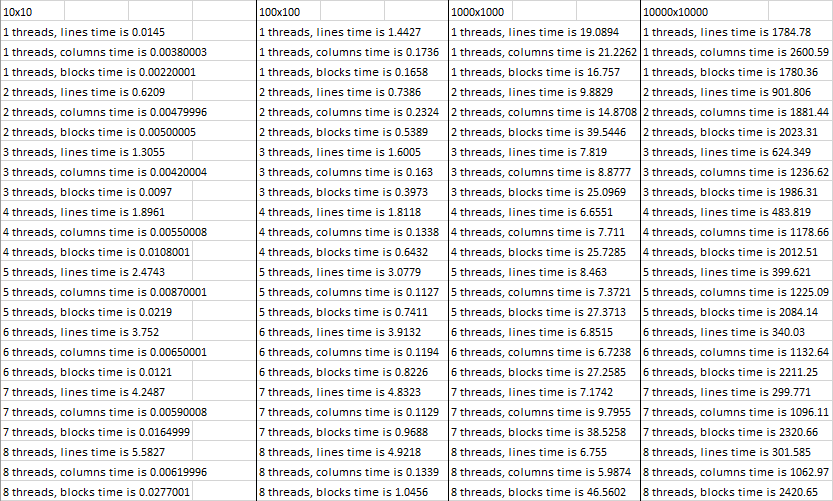 10x10 100x100 1000x1000 10000x10000
1 threads, lines time is 0.0145 1 threads, lines time is 1.4427 1 threads, lines time is 19.0894 1 threads, lines time is 1784.78
1 threads, columns time is 0.00380003 1 threads, columns time is 0.1736 1 threads, columns time is 21.2262 1 threads, columns time is 2600.59
1 threads, blocks time is 0.00220001 1 threads, blocks time is 0.1658 1 threads, blocks time is 16.757 1 threads, blocks time is 1780.36
2 threads, lines time is 0.6209 2 threads, lines time is 0.7386 2 threads, lines time is 9.8829 2 threads, lines time is 901.806
2 threads, columns time is 0.00479996 2 threads, columns time is 0.2324 2 threads, columns time is 14.8708 2 threads, columns time is 1881.44
2 threads, blocks time is 0.00500005 2 threads, blocks time is 0.5389 2 threads, blocks time is 39.5446 2 threads, blocks time is 2023.31
3 threads, lines time is 1.3055 3 threads, lines time is 1.6005 3 threads, lines time is 7.819 3 threads, lines time is 624.349
3 threads, columns time is 0.00420004 3 threads, columns time is 0.163 3 threads, columns time is 8.8777 3 threads, columns time is 1236.62
3 threads, blocks time is 0.0097 3 threads, blocks time is 0.3973 3 threads, blocks time is 25.0969 3 threads, blocks time is 1986.31
4 threads, lines time is 1.8961 4 threads, lines time is 1.8118 4 threads, lines time is 6.6551 4 threads, lines time is 483.819
4 threads, columns time is 0.00550008 4 threads, columns time is 0.1338 4 threads, columns time is 7.711 4 threads, columns time is 1178.66
4 threads, blocks time is 0.0108001 4 threads, blocks time is 0.6432 4 threads, blocks time is 25.7285 4 threads, blocks time is 2012.51
5 threads, lines time is 2.4743 5 threads, lines time is 3.0779 5 threads, lines time is 8.463 5 threads, lines time is 399.621
5 threads, columns time is 0.00870001 5 threads, columns time is 0.1127 5 threads, columns time is 7.3721 5 threads, columns time is 1225.09
5 threads, blocks time is 0.0219 5 threads, blocks time is 0.7411 5 threads, blocks time is 27.3713 5 threads, blocks time is 2084.14
6 threads, lines time is 3.752 6 threads, lines time is 3.9132 6 threads, lines time is 6.8515 6 threads, lines time is 340.03
6 threads, columns time is 0.00650001 6 threads, columns time is 0.1194 6 threads, columns time is 6.7238 6 threads, columns time is 1132.64
6 threads, blocks time is 0.0121 6 threads, blocks time is 0.8226 6 threads, blocks time is 27.2585 6 threads, blocks time is 2211.25
7 threads, lines time is 4.2487 7 threads, lines time is 4.8323 7 threads, lines time is 7.1742 7 threads, lines time is 299.771
7 threads, columns time is 0.00590008 7 threads, columns time is 0.1129 7 threads, columns time is 9.7955 7 threads, columns time is 1096.11
7 threads, blocks time is 0.0164999 7 threads, blocks time is 0.9688 7 threads, blocks time is 38.5258 7 threads, blocks time is 2320.66
8 threads, lines time is 5.5827 8 threads, lines time is 4.9218 8 threads, lines time is 6.755 8 threads, lines time is 301.585
8 threads, columns time is 0.00619996 8 threads, columns time is 0.1339 8 threads, columns time is 5.9874 8 threads, columns time is 1062.97
8 threads, blocks time is 0.0277001 8 threads, blocks time is 1.0456 8 threads, blocks time is 46.5602 8 threads, blocks time is 2420.65